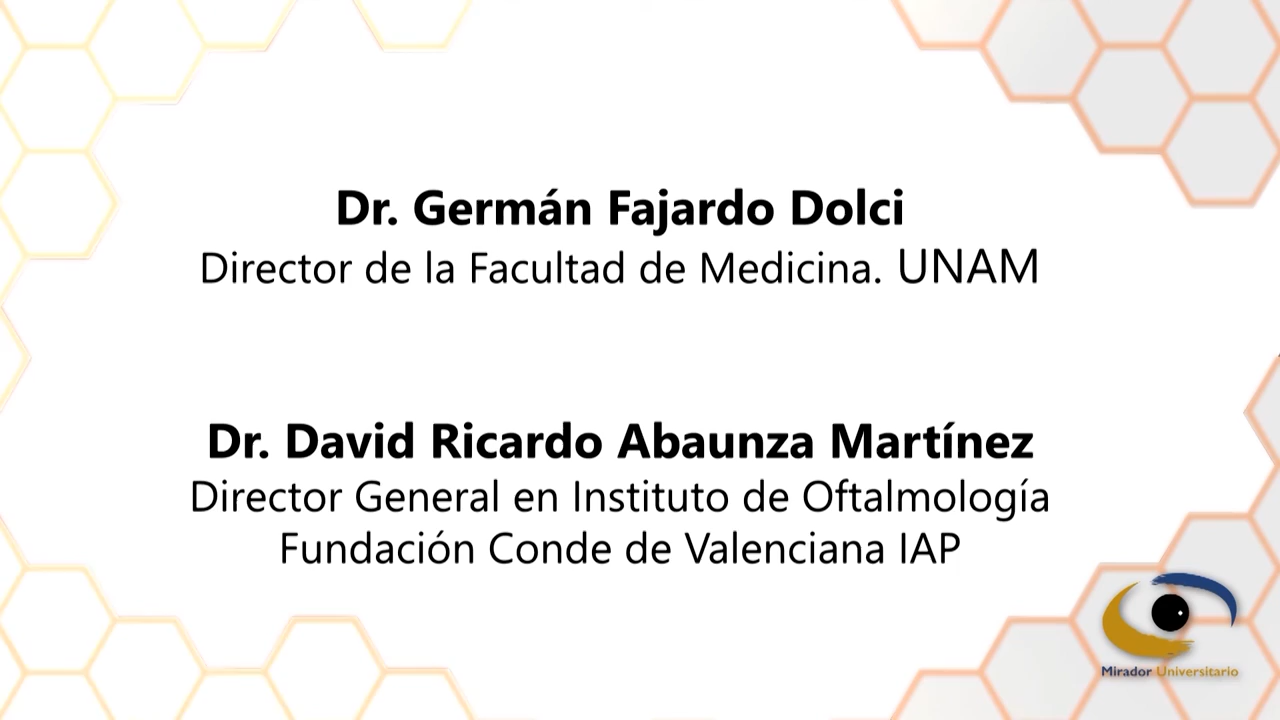 Dr. Germán Fajardo Dolci
Director de la Facultad de Medicina. UNAM
Dr. David Ricardo Abaunza Martínez
Director General en Instituto de Oftalmología
Fundación Conde de Valenciana IAP
Mirador Universitario